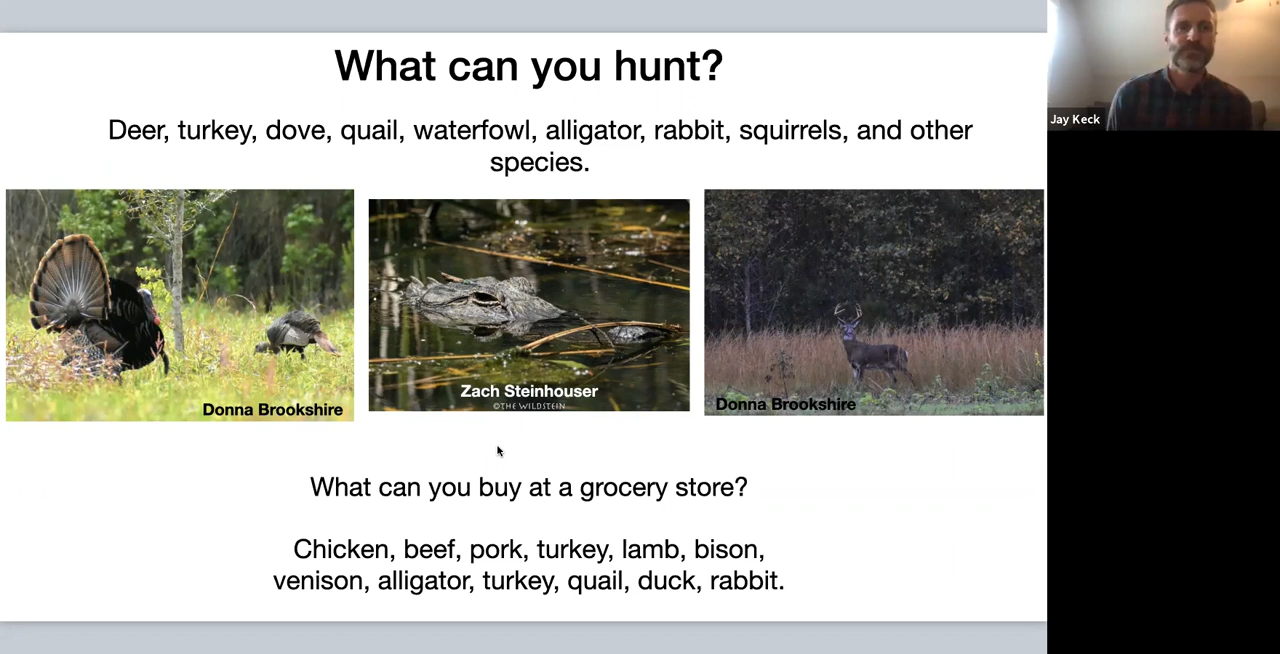 What can you hunt?
Deer, turkey, dove, quail, waterfowl, alligator, rabbit, squirrels, and other
species.
Donna Brookshire
Zach Steinhouser
©THE WILDSTEIN
Donna Brookshire
What can you buy at a grocery store?
Chicken, beef, pork, turkey, lamb, bison,
venison, alligator, turkey, quail, duck, rabbit.
Jay Keck